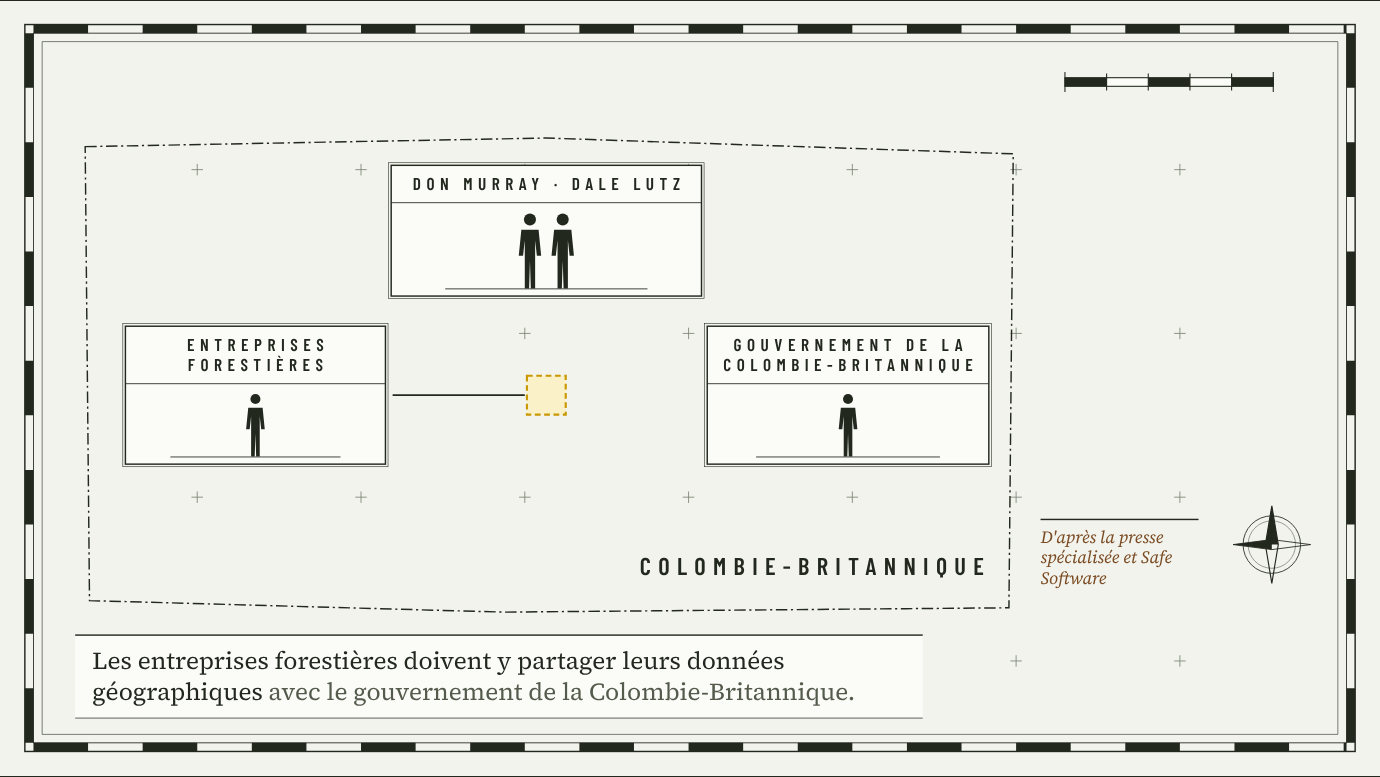 DON MURRAY · DALE LUTZ
ENTREPRISES
FORESTIÈRES
GOUVERNEMENT DE LA
COLOMBIE-BRITANNIQUE
COLOMBIE-BRITANNIQUE
D'après la presse
spécialisée et Safe
Software
Les entreprises forestières doivent y partager leurs données
géographiques avec le gouvernement de la Colombie-Britannique.